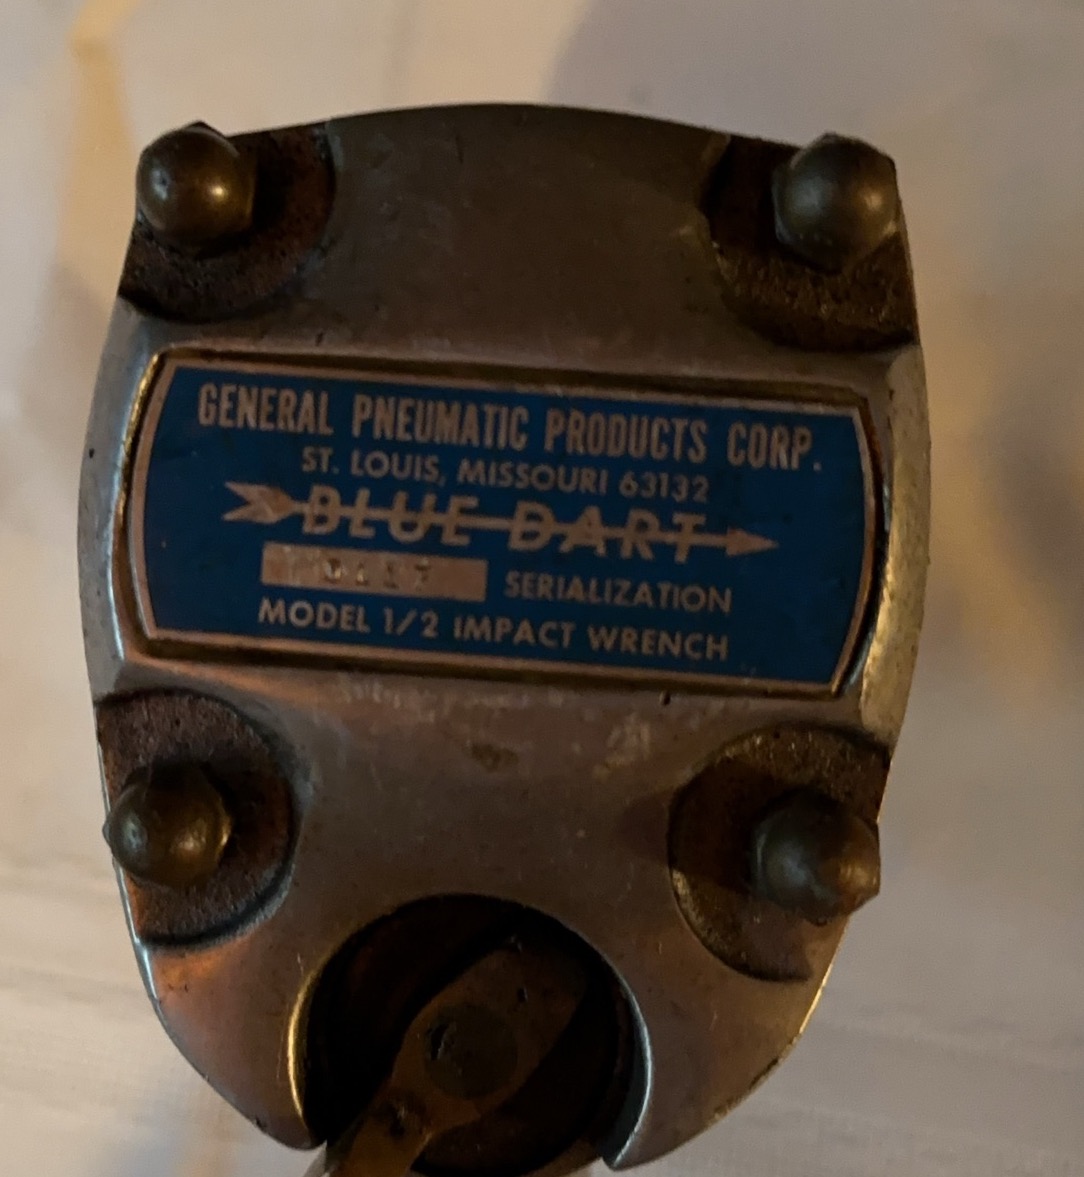 GENERAL PNEUMATIC PRODUCTS CORP.
ST. LOUIS, MISSOURI 63132
BLUE DART
SERIALIZATION
MODEL 1/2 IMPACT WRENCH